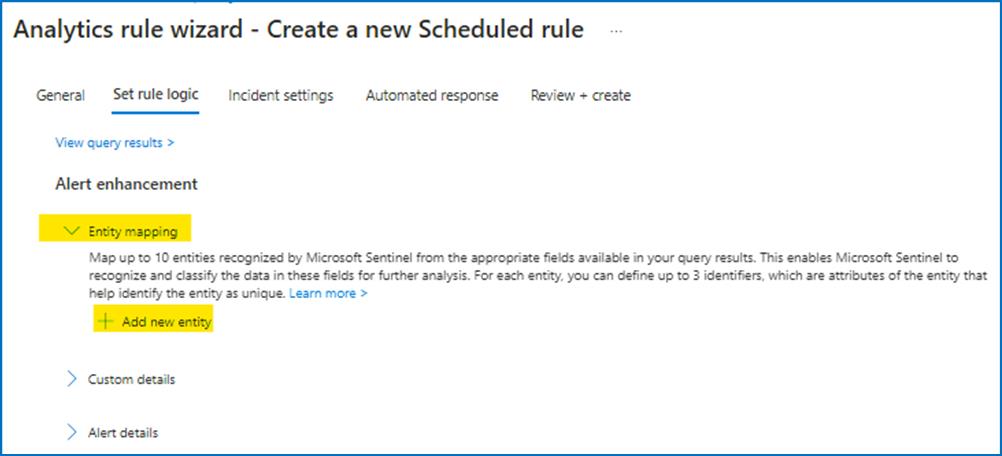 Analytics rule wizard - Create a new Scheduled rule ...
General Set rule logic Incident settings Automated response Review + create
View query results >
Alert enhancement
Entity mapping
Map up to 10 entities recognized by Microsoft Sentinel from the appropriate fields available in your query results. This enables Microsoft Sentinel to
recognize and classify the data in these fields for further analysis. For each entity, you can define up to 3 identifiers, which are attributes of the entity that
help identify the entity as unique. Learn more >
+ Add new entity
Custom details
Alert details